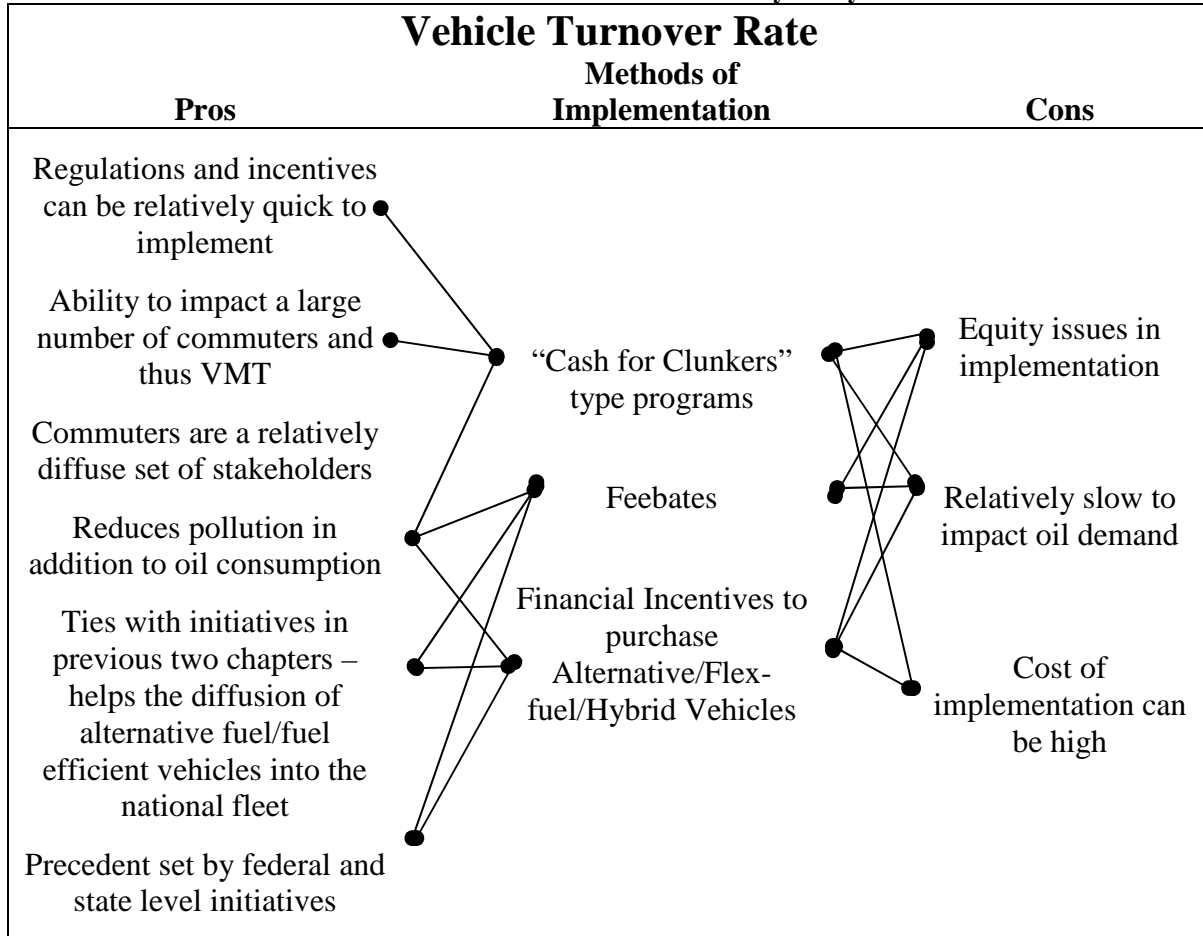 Vehicle Turnover Rate
Pros
Methods of
Implementation
Cons
Regulations and incentives
can be relatively quick to
implement
Ability to impact a large
number of commuters and
thus VMT
Commuters are a relatively
diffuse set of stakeholders
Reduces pollution in
addition to oil consumption
Ties with initiatives in
previous two chapters –
helps the diffusion of
alternative fuel/fuel
efficient vehicles into the
national fleet
Precedent set by federal and
state level initiatives
“Cash for Clunkers”
type programs
Feebates
Financial Incentives to
purchase
Alternative/Flex-
fuel/Hybrid Vehicles
Equity issues in
implementation
Relatively slow to
impact oil demand
Cost of
implementation can
be high